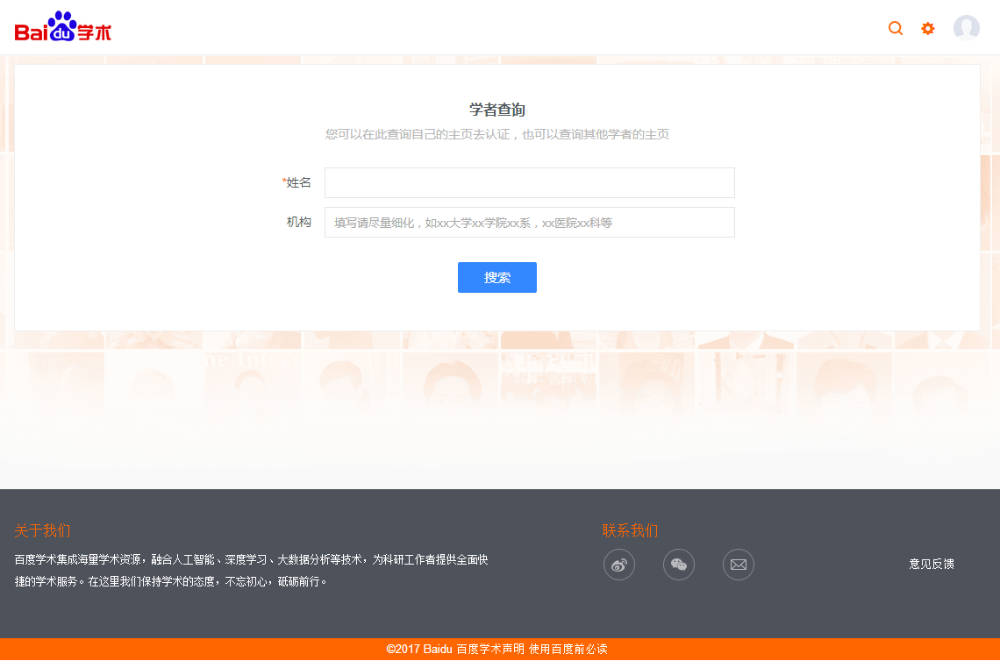 Bai du 学术
学者查询
您可以在此查询自己的主页去认证，也可以查询其他学者的主页
*姓名
机构 填写请尽量细化，如xx大学xx学院xx系，xx医院xx科等
搜索
关于我们
百度学术集成海量学术资源，融合人工智能、深度学习、大数据分析等技术，为科研工作者提供全面快
捷的学术服务。在这里我们保持学术的态度，不忘初心，砥砺前行。
联系我们
意见反馈
©2017 Baidu 百度学术声明 使用百度前必读